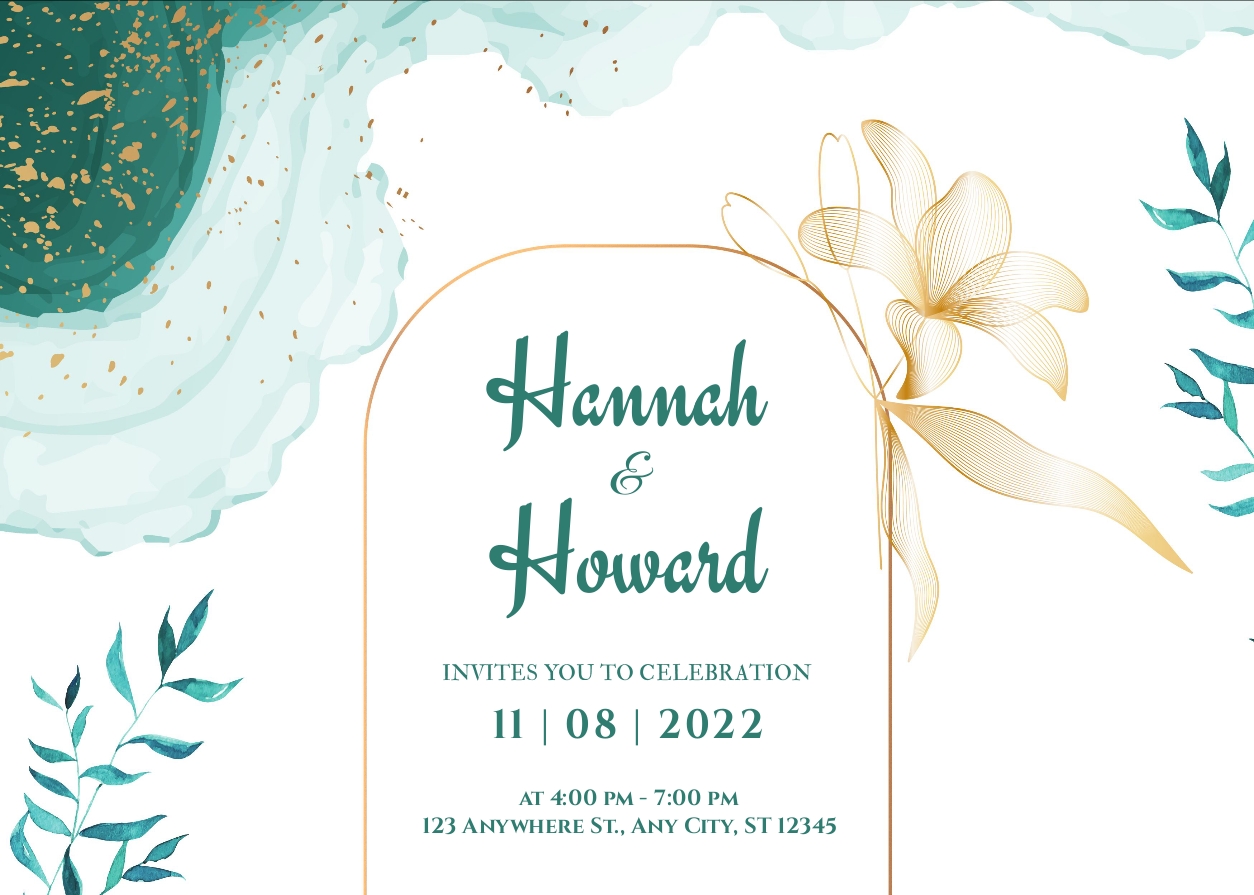 Hannah
&
Howard
INVITES YOU TO CELEBRATION
11 | 08 | 2022
AT 4:00 PM - 7:00 PM
123 ANYWHERE ST., ANY CITY, ST 12345